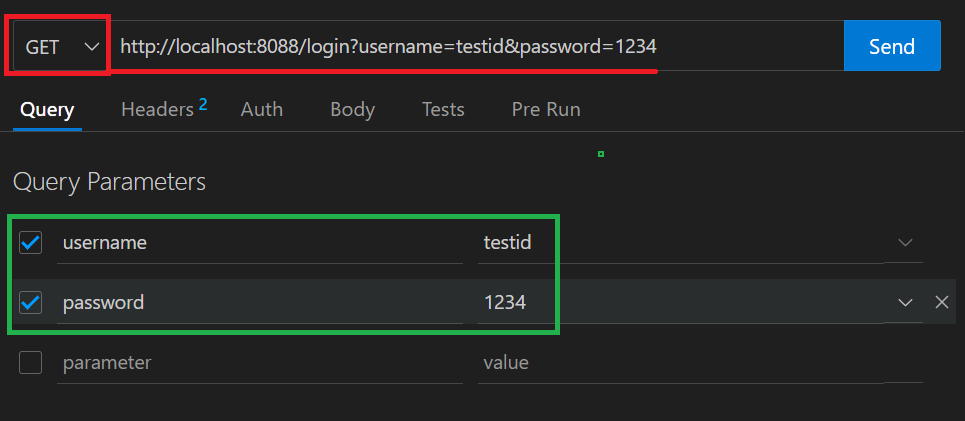 GET http://localhost:8088/login?username=testid&password=1234 Send
Query Headers 2 Auth Body Tests Pre Run
Query Parameters
username testid
password 1234
parameter value